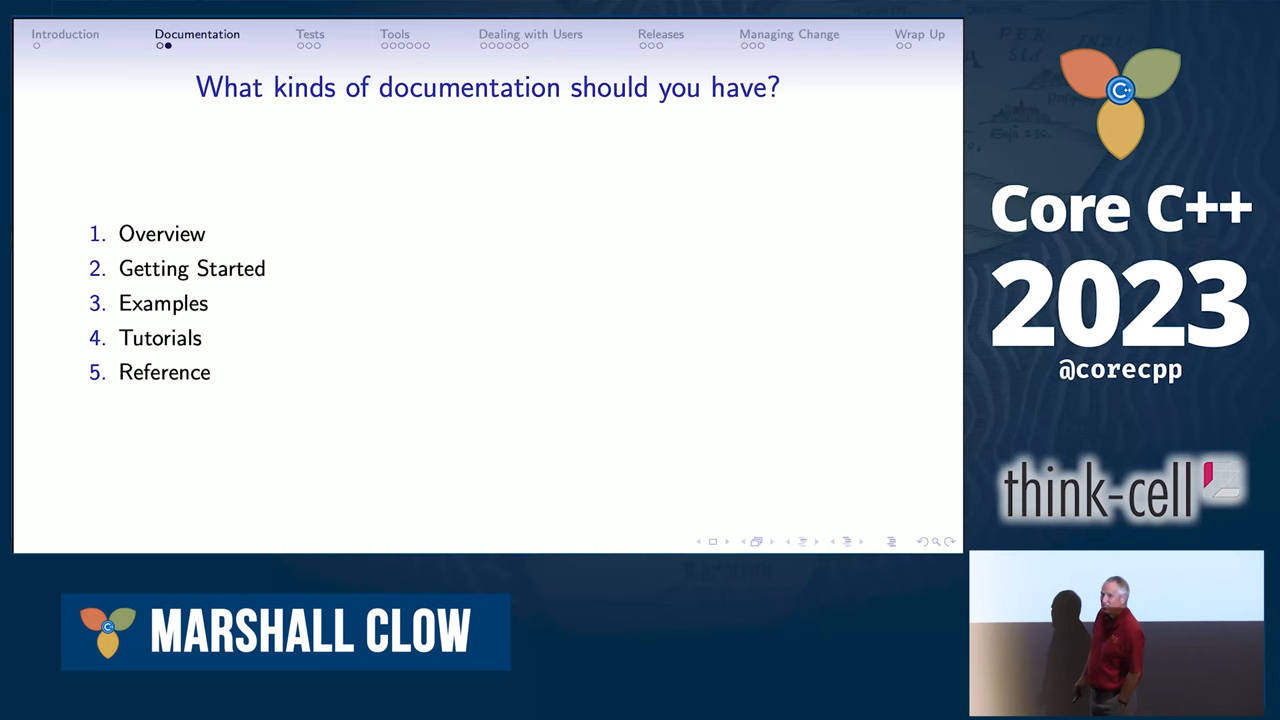 Introduction Documentation Tests Tools Dealing with Users Releases Managing Change Wrap Up
What kinds of documentation should you have?
1. Overview
2. Getting Started
3. Examples
4. Tutorials
5. Reference
C++
Core C++
2023
@corecpp
think-cell
C++
MARSHALL CLOW